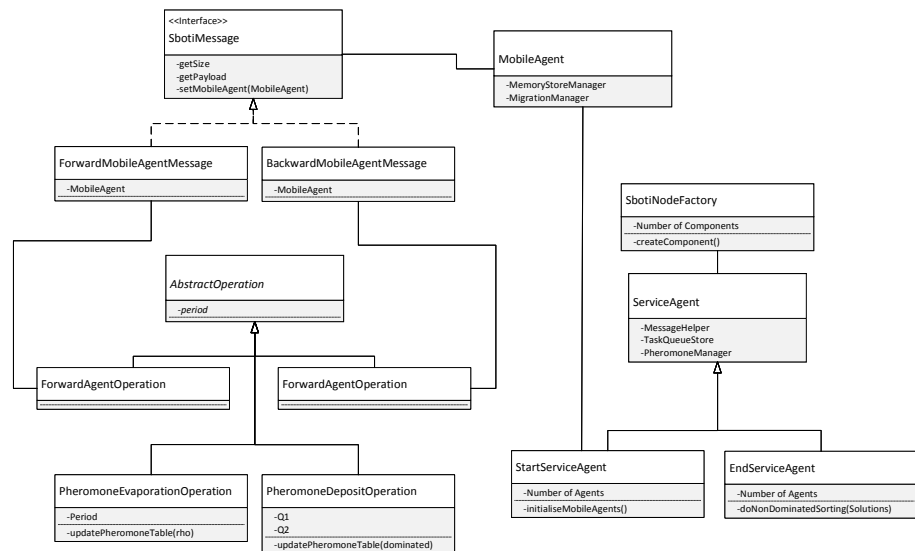 <<Interface>>
SbotiMessage
-getSize
-getPayload
-setMobileAgent(MobileAgent)
MobileAgent
-MemoryStoreManager
-MigrationManager
ForwardMobileAgentMessage
-MobileAgent
BackwardMobileAgentMessage
-MobileAgent
SbotiNodeFactory
-Number of Components
-createComponent()
AbstractOperation
-period
ServiceAgent
-MessageHelper
-TaskQueueStore
-PheromoneManager
ForwardAgentOperation
ForwardAgentOperation
StartServiceAgent
-Number of Agents
-initialiseMobileAgents()
EndServiceAgent
-Number of Agents
-doNonDominatedSorting(Solutions)
PheromoneEvaporationOperation
-Period
-updatePheromoneTable(rho)
PheromoneDepositOperation
-Q1
-Q2
-updatePheromoneTable(dominated)